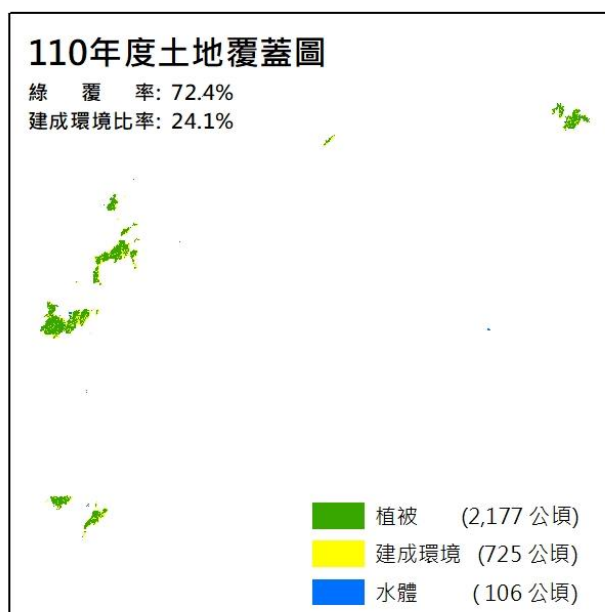 110年度土地覆蓋圖
綠覆率: 72.4%
建成環境比率: 24.1%
植被 (2,177 公頃)
建成環境 (725 公頃)
水體 ( 106 公頃)